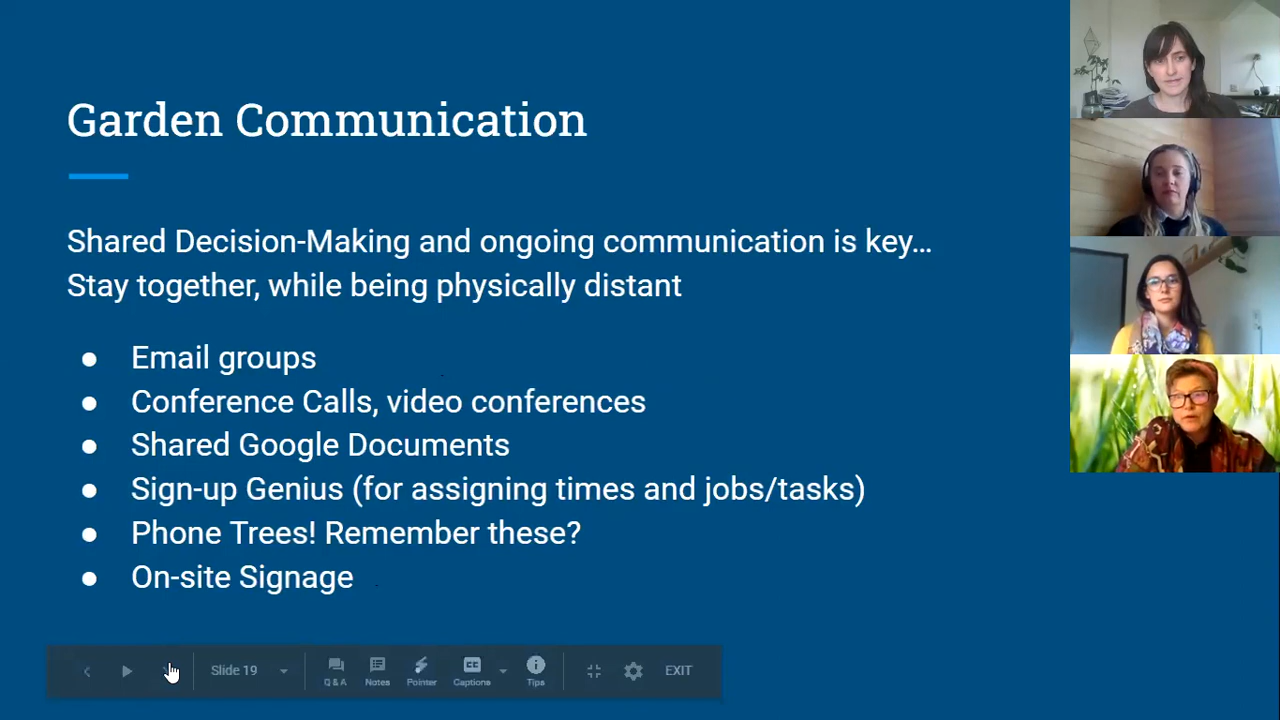 Garden Communication
Shared Decision-Making and ongoing communication is key…
Stay together, while being physically distant
● Email groups
● Conference Calls, video conferences
● Shared Google Documents
● Sign-up Genius (for assigning times and jobs/tasks)
● Phone Trees! Remember these?
● On-site Signage
Slide 19
Q & A
Notes
Pointer
CC
Captions
Tips
EXIT